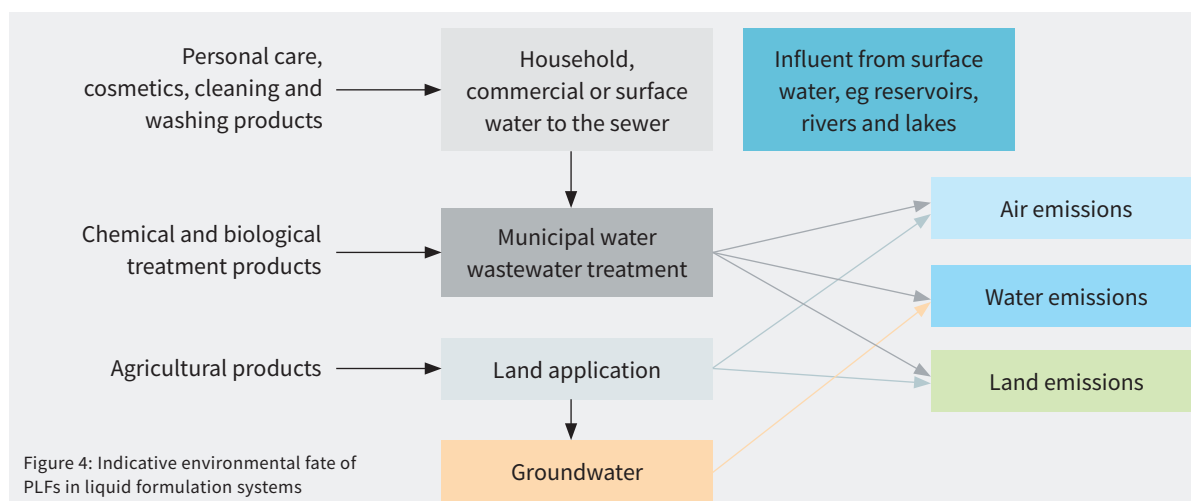 Personal care,
cosmetics, cleaning and
washing products
Household,
commercial or surface
water to the sewer
Influent from surface
water, eg reservoirs,
rivers and lakes
Chemical and biological
treatment products
Municipal water
wastewater treatment
Air emissions
Water emissions
Agricultural products
Land application
Land emissions
Groundwater
Figure 4: Indicative environmental fate of
PLFs in liquid formulation systems